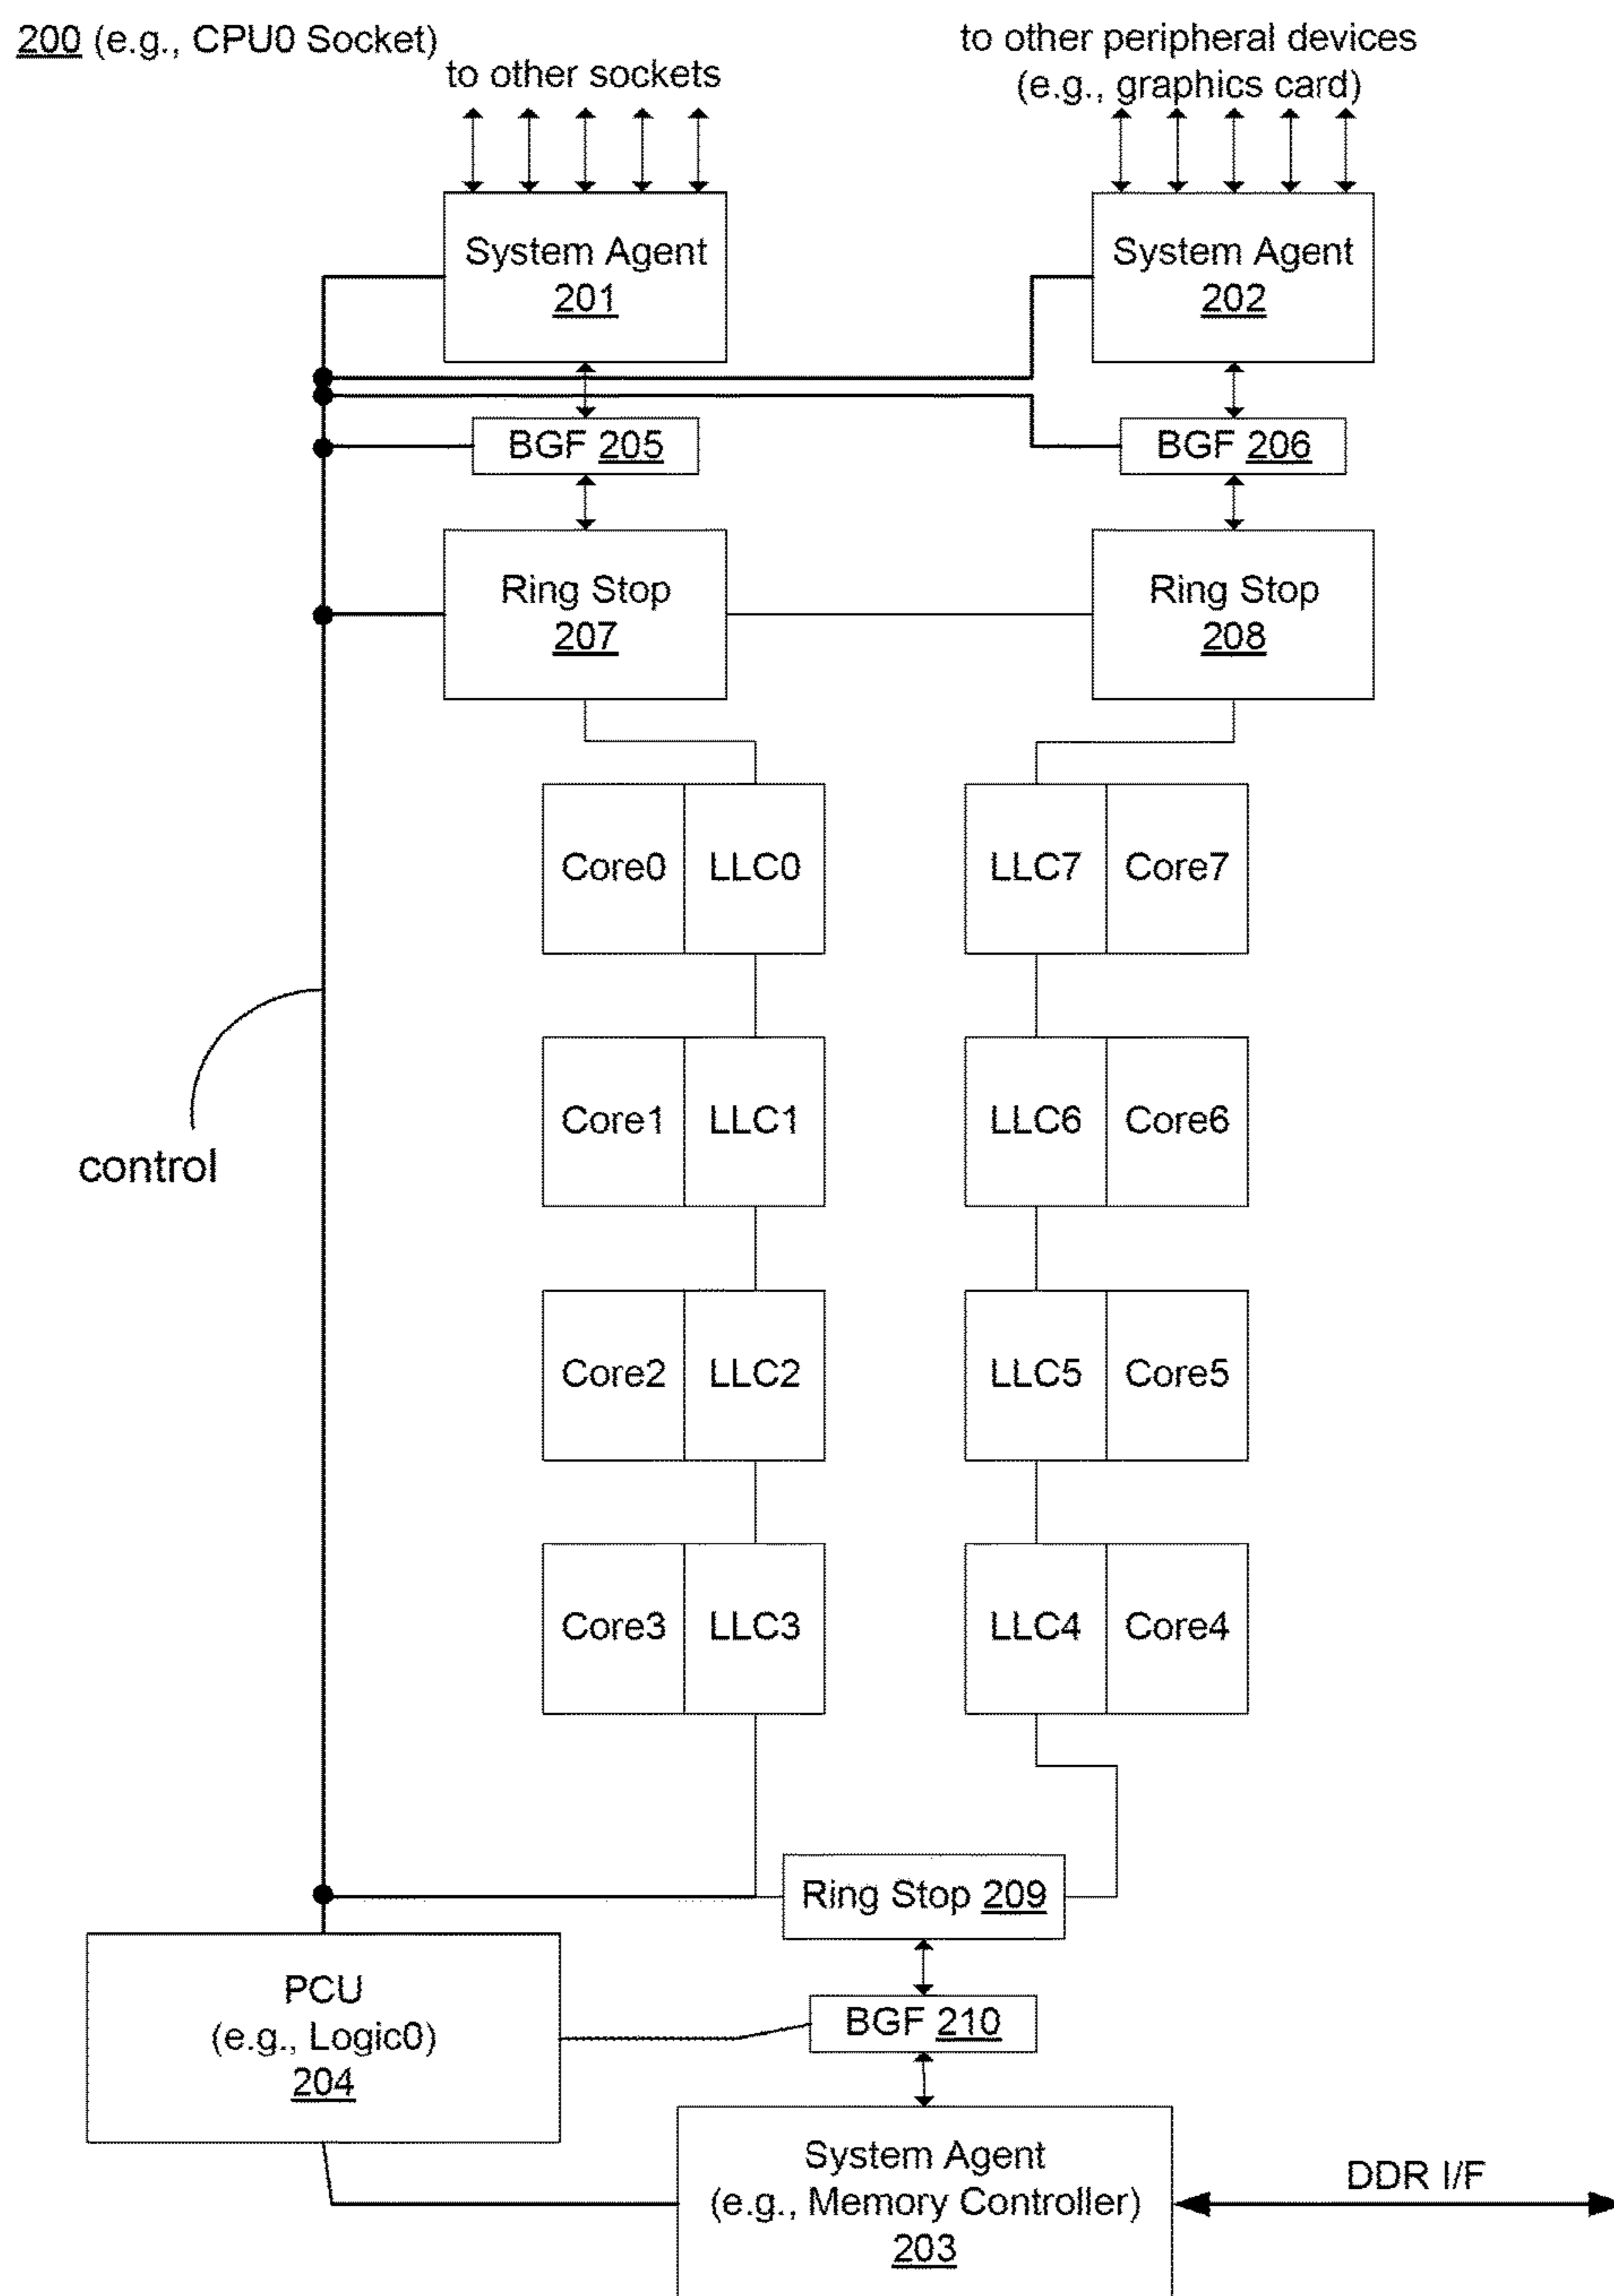 200 (e.g., CPU0 Socket)
to other sockets
to other peripheral devices
(e.g., graphics card)
System Agent
201
System Agent
202
BGF 205
BGF 206
Ring Stop
207
Ring Stop
208
Core0 LLC0
LLC7 Core7
Core1 LLC1
LLC6 Core6
control
Core2 LLC2
LLC5 Core5
Core3 LLC3
LLC4 Core4
Ring Stop 209
PCU
(e.g., Logic0)
204
BGF 210
System Agent
(e.g., Memory Controller)
203
DDR I/F